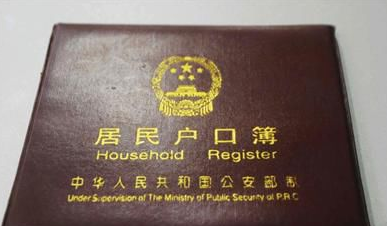 居民户口簿
Household Register
中华人民共和国公安部制
Under Supervision of The Ministry of Public Security of P.R.C